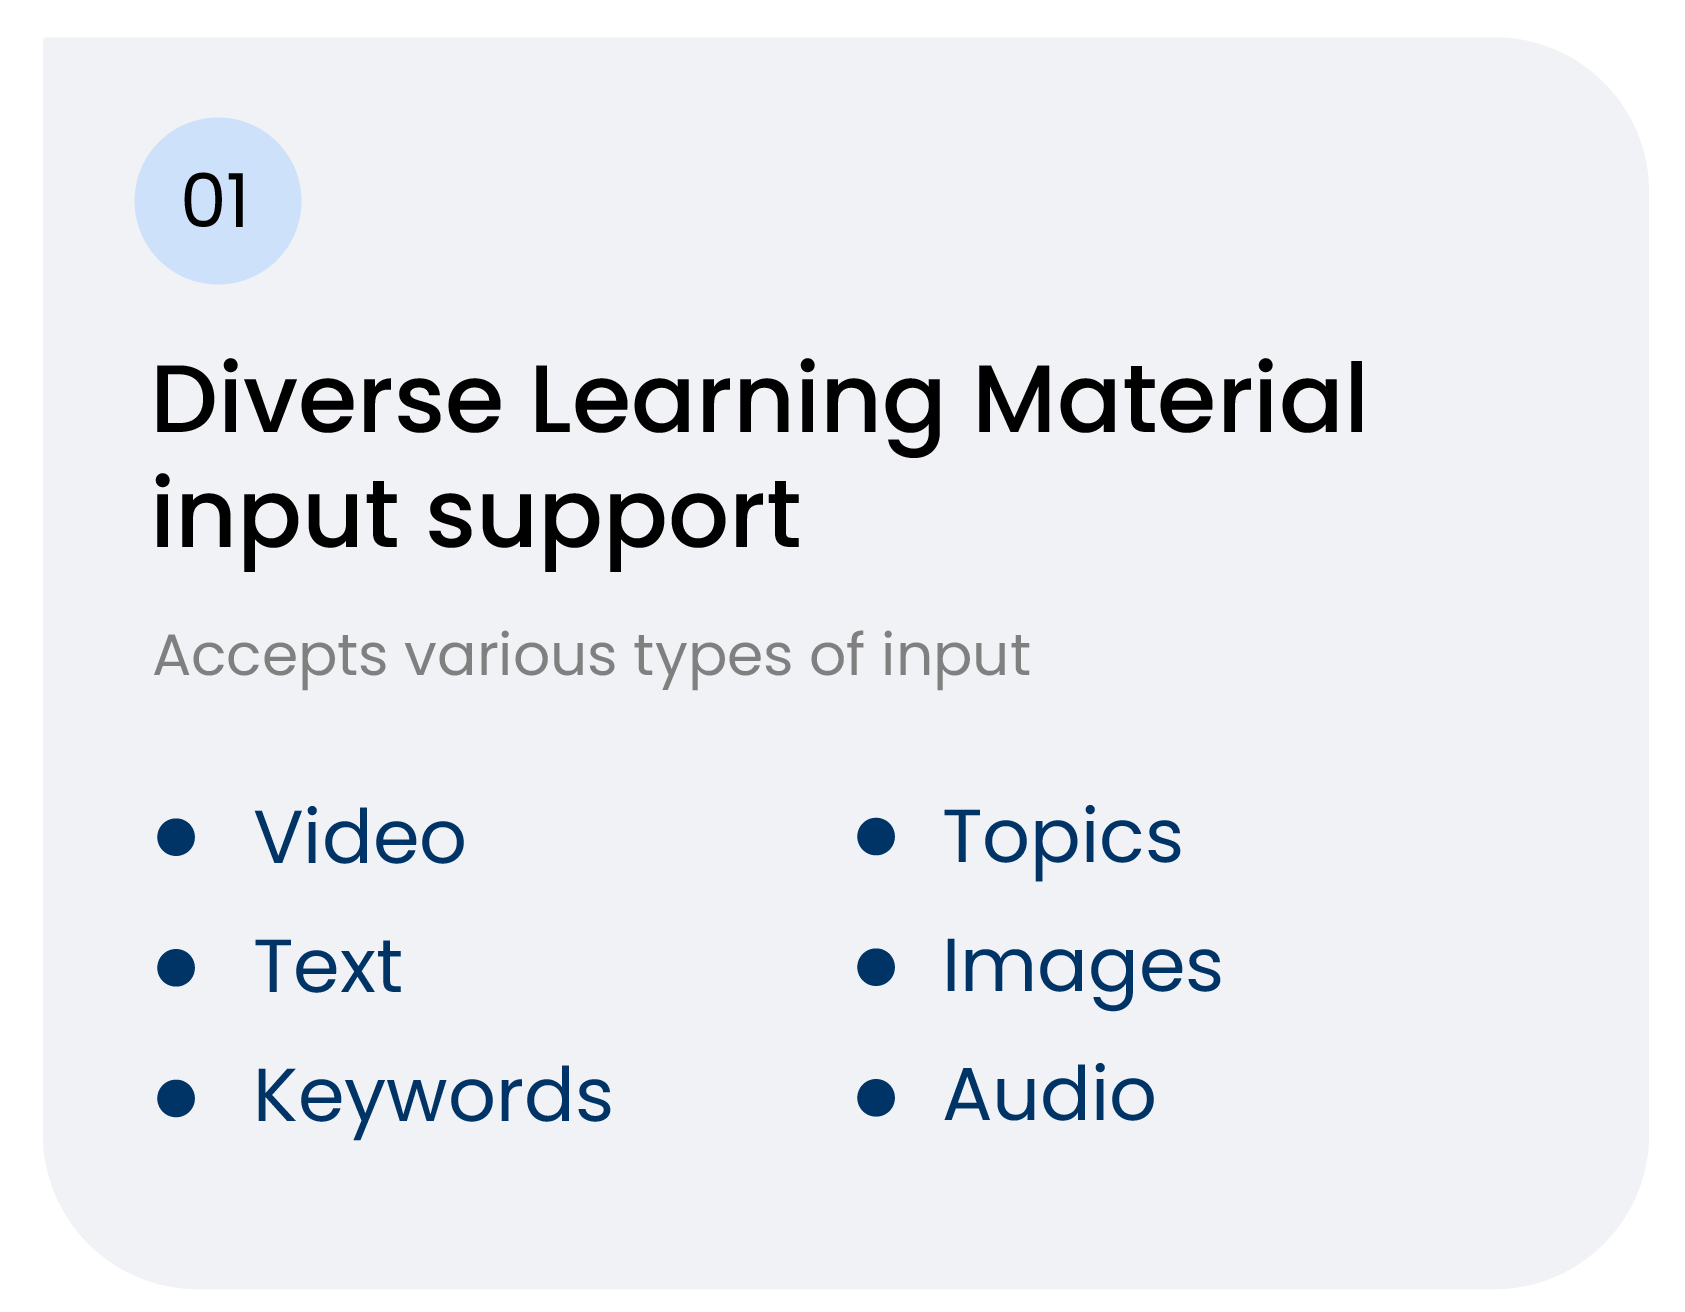 01
Diverse Learning Material
input support
Accepts various types of input
● Video
● Text
● Keywords
● Topics
● Images
● Audio